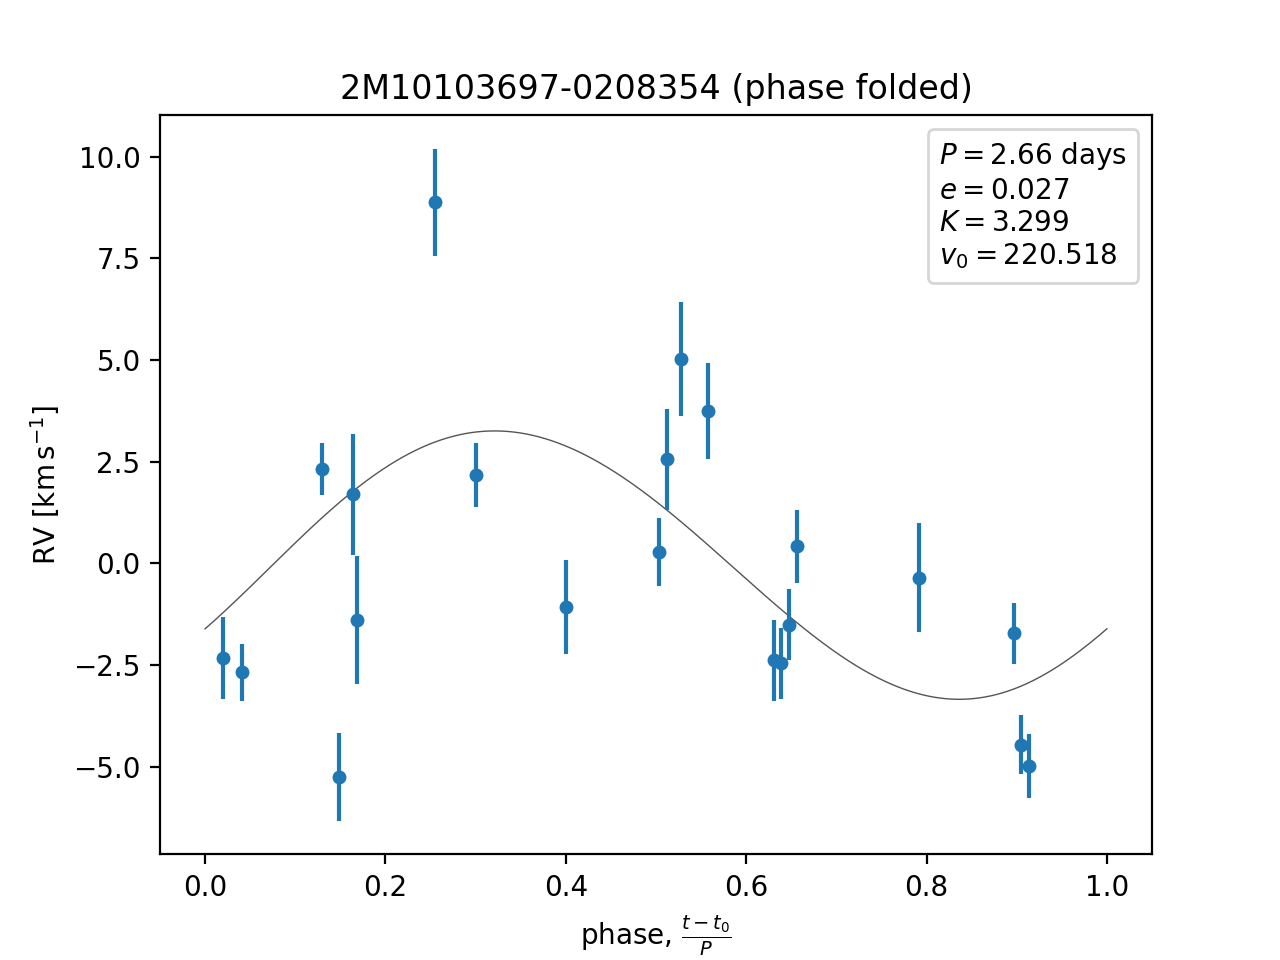 2M10103697-0208354 (phase folded)
P = 2.66 days
e = 0.027
K = 3.299
v₀ = 220.518
10.0
7.5
5.0
2.5
0.0
−2.5
−5.0
RV [km s⁻¹]
0.0 0.2 0.4 0.6 0.8 1.0
phase, (t − t₀)/P